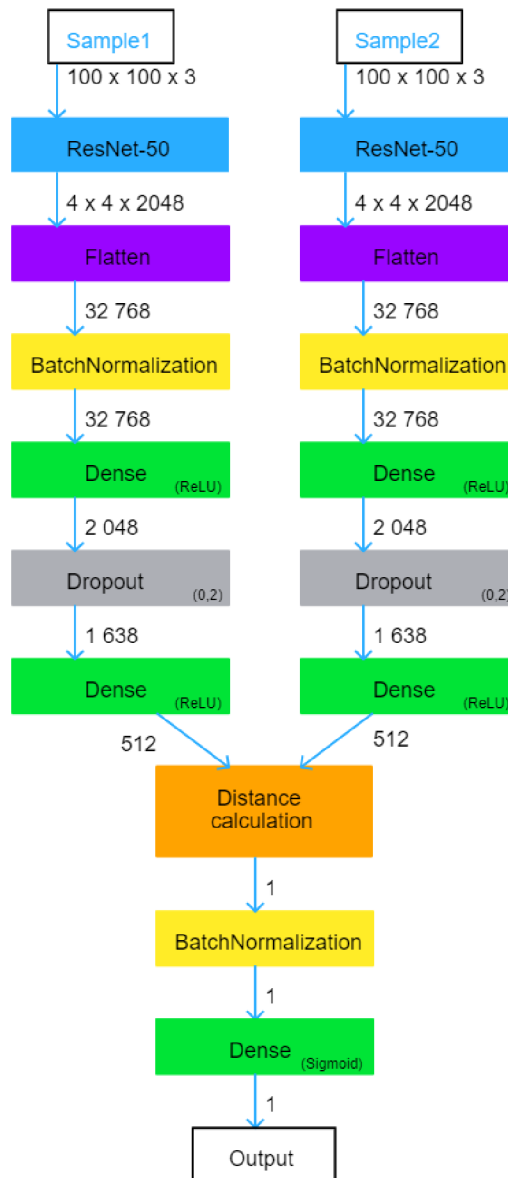 Sample1
Sample2
100 x 100 x 3
100 x 100 x 3
ResNet-50
ResNet-50
4 x 4 x 2048
4 x 4 x 2048
Flatten
Flatten
32 768
32 768
BatchNormalization
BatchNormalization
32 768
32 768
Dense
(ReLU)
Dense
(ReLU)
2 048
2 048
Dropout
(0,2)
Dropout
(0,2)
1 638
1 638
Dense
(ReLU)
Dense
(ReLU)
512
512
Distance
calculation
1
BatchNormalization
1
Dense
(Sigmoid)
1
Output